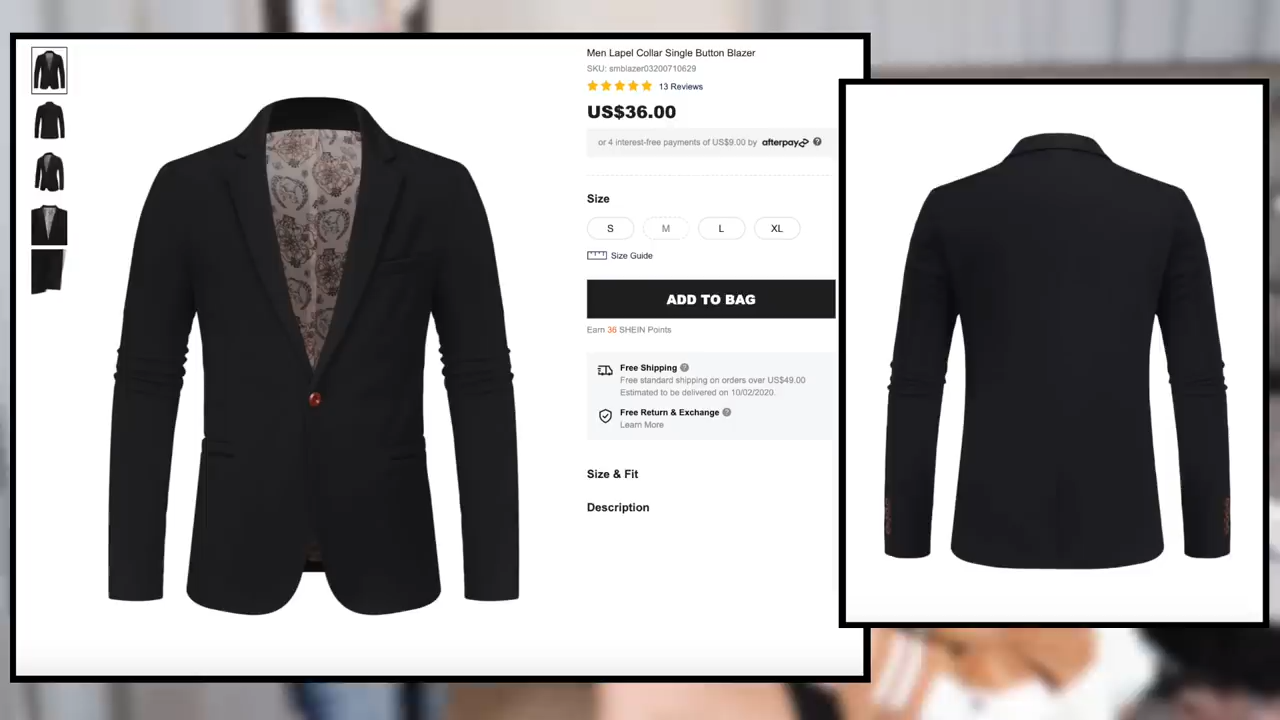 Men Lapel Collar Single Button Blazer
SKU: smblazer03200710629
13 Reviews
US$36.00
or 4 interest-free payments of US$9.00 by afterpay ?
Size
S M L XL
Size Guide
ADD TO BAG
Earn 36 SHEIN Points
Free Shipping ?
Free standard shipping on orders over US$49.00
Estimated to be delivered on 10/02/2020.
Free Return & Exchange ?
Learn More
Size & Fit
Description